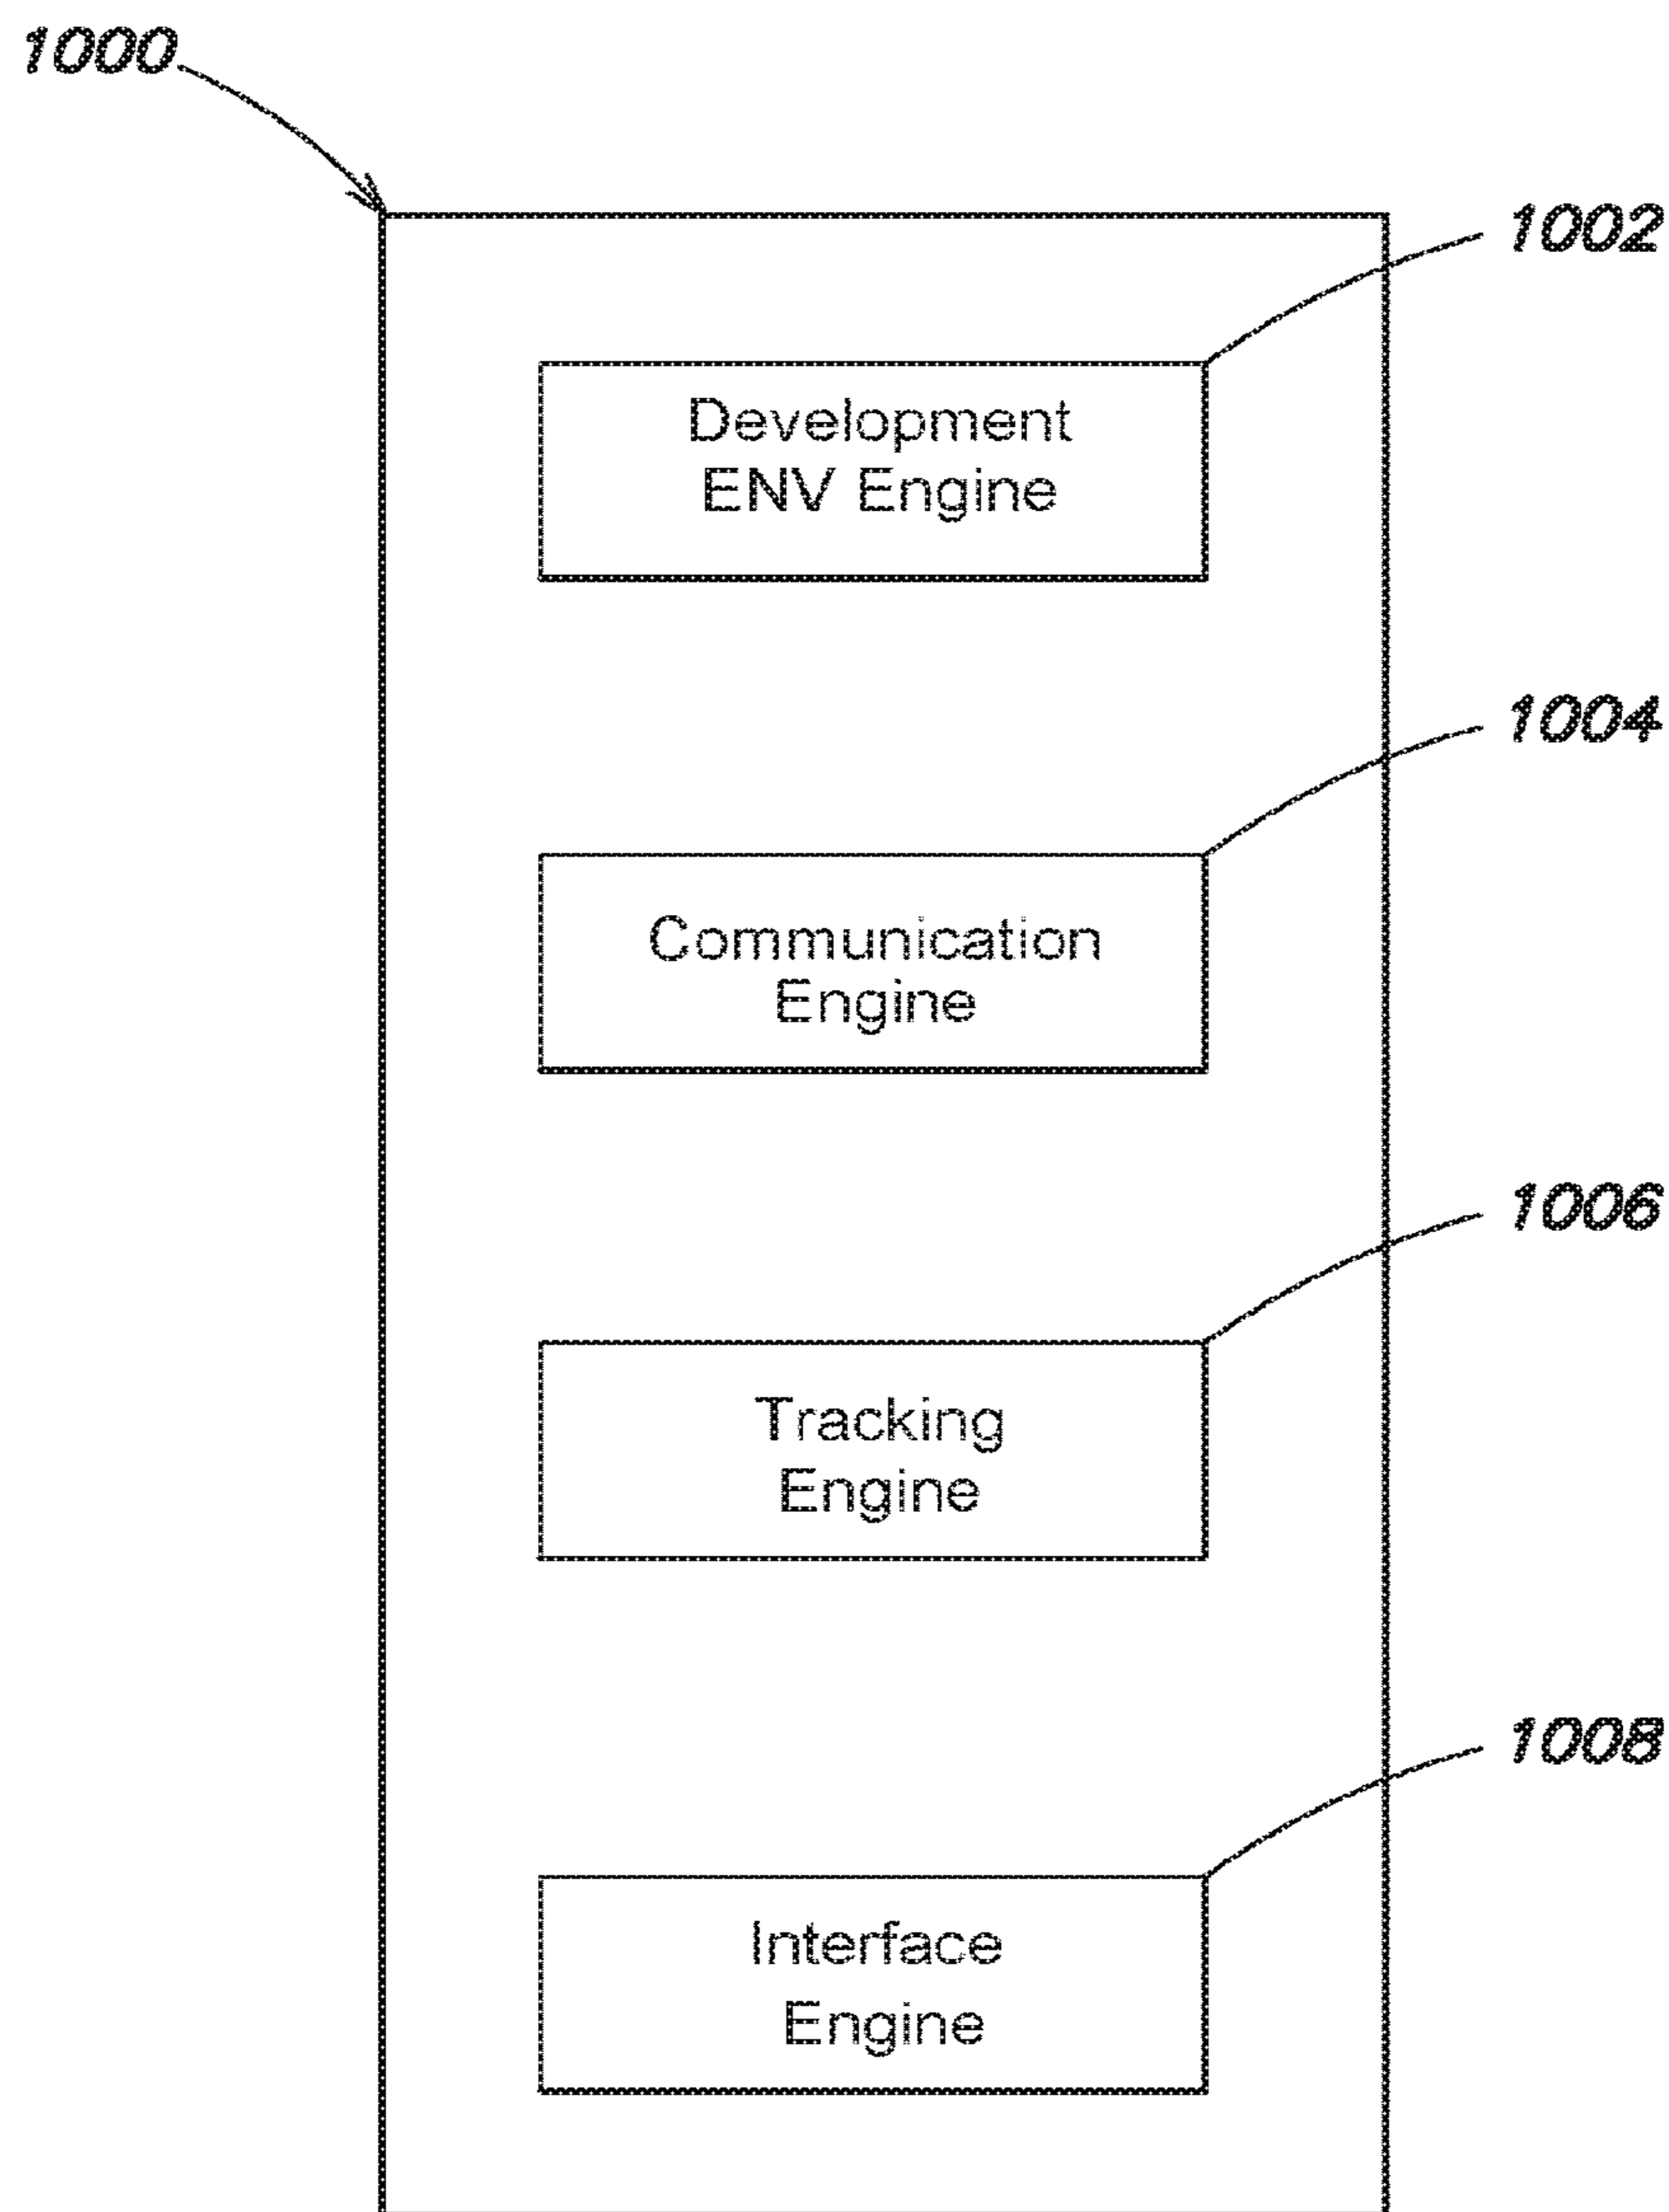 1000
1002
Development
ENV Engine
1004
Communication
Engine
1006
Tracking
Engine
1008
Interface
Engine